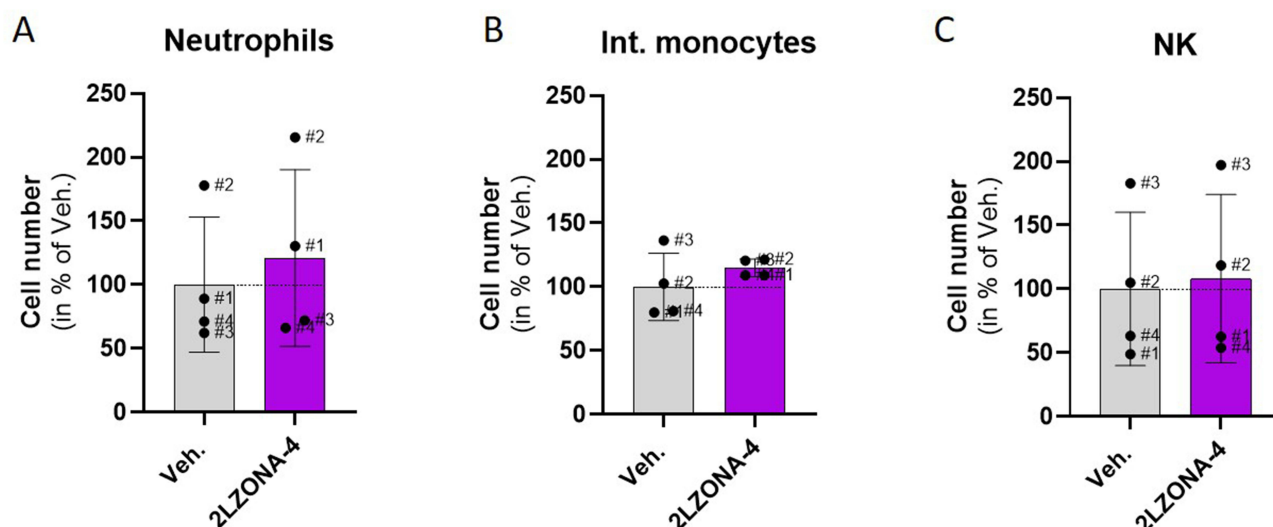 A
Neutrophils
Cell number
(in % of Veh.)
250
200
150
100
50
0
#2
#1
#4
#3
#2
#1
#3
#4
Veh.
2LZONA-4
B
Int. monocytes
Cell number
(in % of Veh.)
250
200
150
100
50
0
#3
#2
#1
#4
#3
#2
#4
#1
Veh.
2LZONA-4
C
NK
Cell number
(in % of Veh.)
250
200
150
100
50
0
#3
#2
#4
#1
#3
#2
#1
#4
Veh.
2LZONA-4